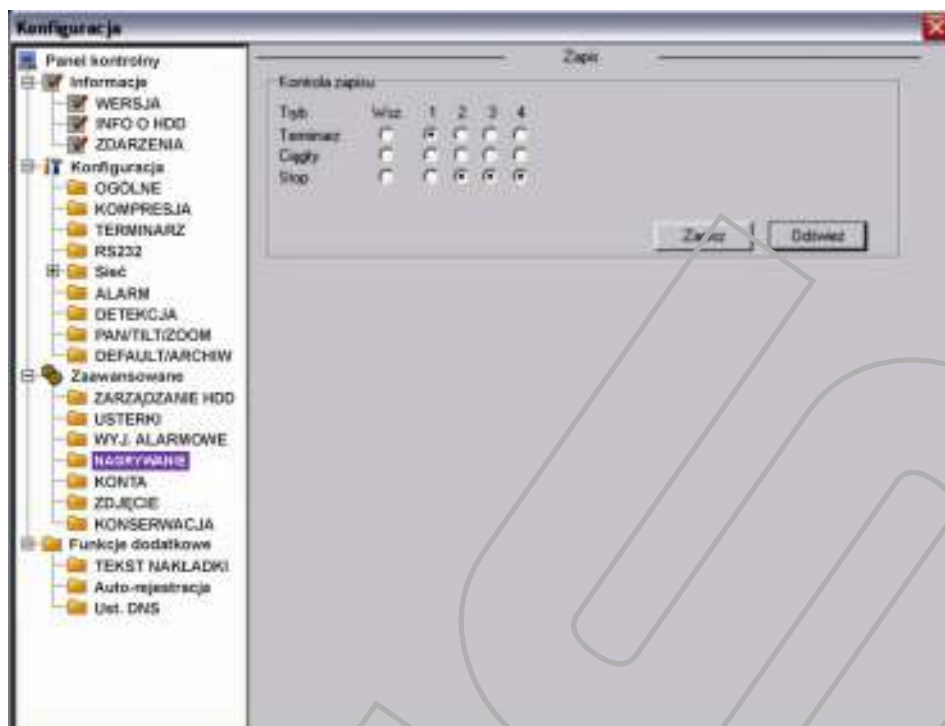 Konfiguracja
Panel kontrolny
Informacje
WERSJA
INFO O HDD
ZDARZENIA
Konfiguracja
OGÓLNE
KOMPRESJA
TERMINARZ
RS232
Sieć
ALARM
DETEKCJA
PAN/TILT/ZOOM
DEFAULT/ARCHIW
Zaawansowane
ZARZĄDZANIE HDD
USTERKI
WYJ. ALARMOWE
NAGRYWANIE
KONTA
ZDJĘCIE
KONSERWACJA
Funkcje dodatkowe
TEKST NAKŁADKI
Auto-rejestracja
Ust. DNS
Zapis
Kontrola zapisu
Tryb Wsz 1 2 3 4
Terminarz
Ciągły
Stop
Zapisz Odśwież